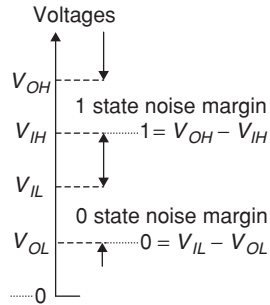 Voltages
V_OH
1 state noise margin
V_IH 1 = V_OH − V_IH
V_IL
0 state noise margin
V_OL 0 = V_IL − V_OL
0